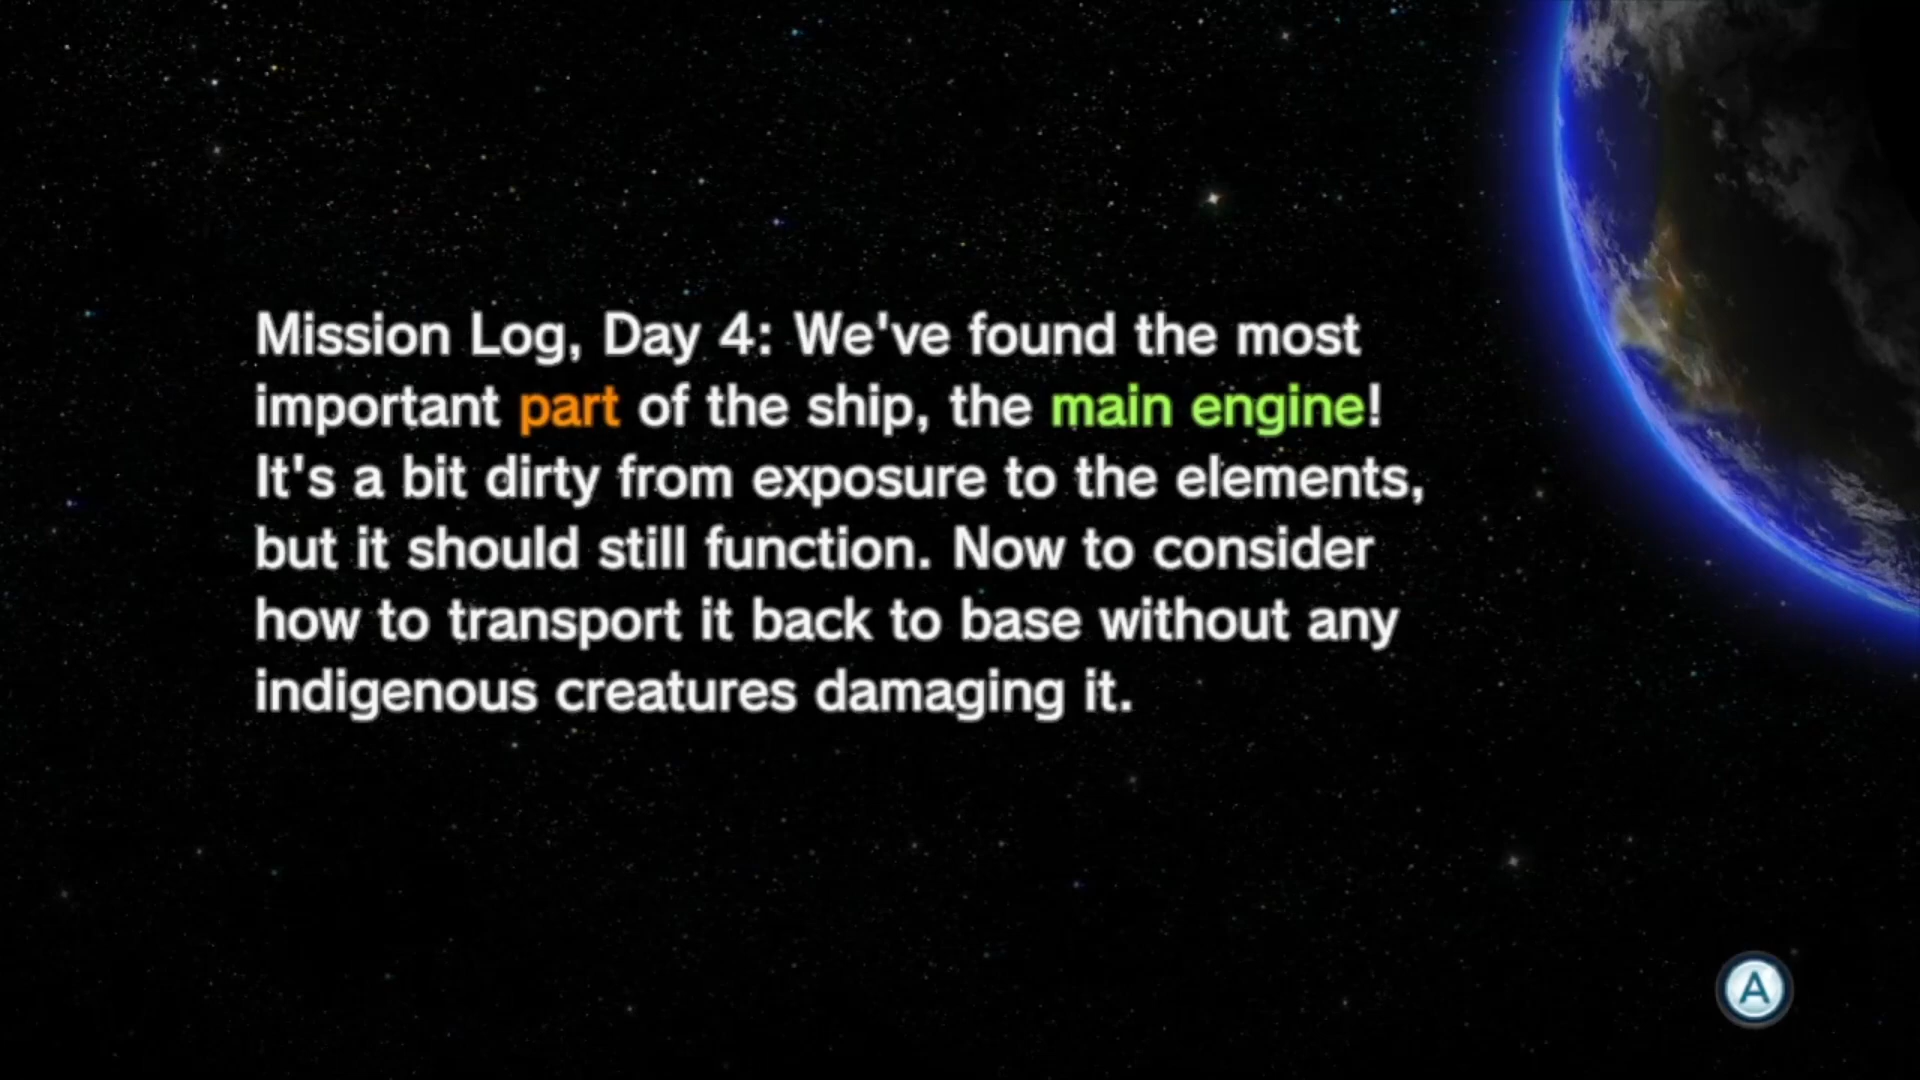 Mission Log, Day 4: We've found the most
important part of the ship, the main engine!
It's a bit dirty from exposure to the elements,
but it should still function. Now to consider
how to transport it back to base without any
indigenous creatures damaging it.
A